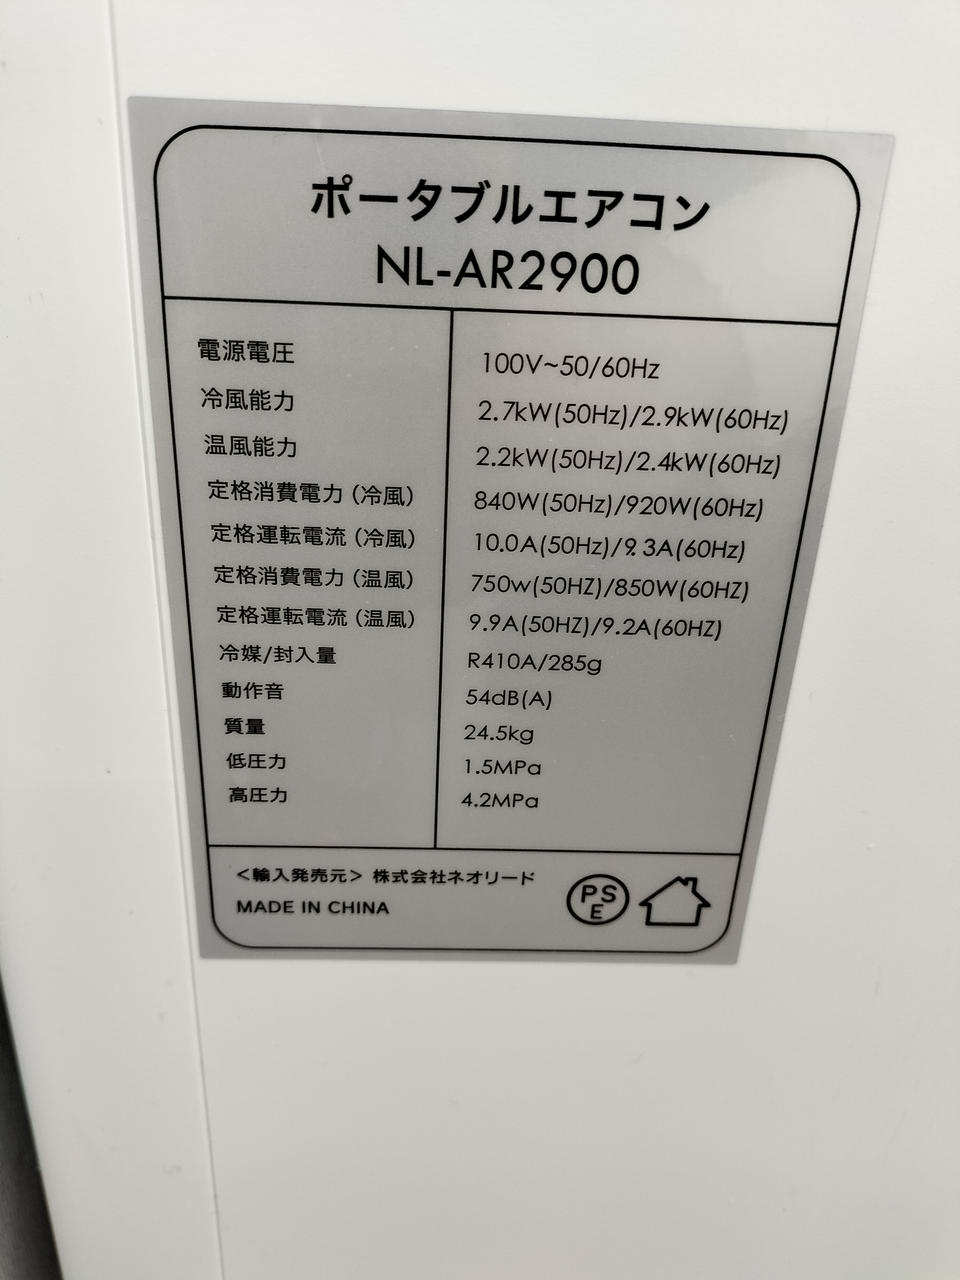 ポータブルエアコン
NL-AR2900
電源電圧 100V~50/60Hz
冷風能力 2.7kW(50Hz)/2.9kW(60Hz)
温風能力 2.2kW(50Hz)/2.4kW(60Hz)
定格消費電力(冷風) 840W(50Hz)/920W(60Hz)
定格運転電流(冷風) 10.0A(50Hz)/9.3A(60Hz)
定格消費電力(温風) 750w(50HZ)/850W(60HZ)
定格運転電流(温風) 9.9A(50HZ)/9.2A(60HZ)
冷媒/封入量 R410A/285g
動作音 54dB(A)
質量 24.5kg
低圧力 1.5MPa
高圧力 4.2MPa
<輸入発売元> 株式会社ネオリード
MADE IN CHINA
PSE